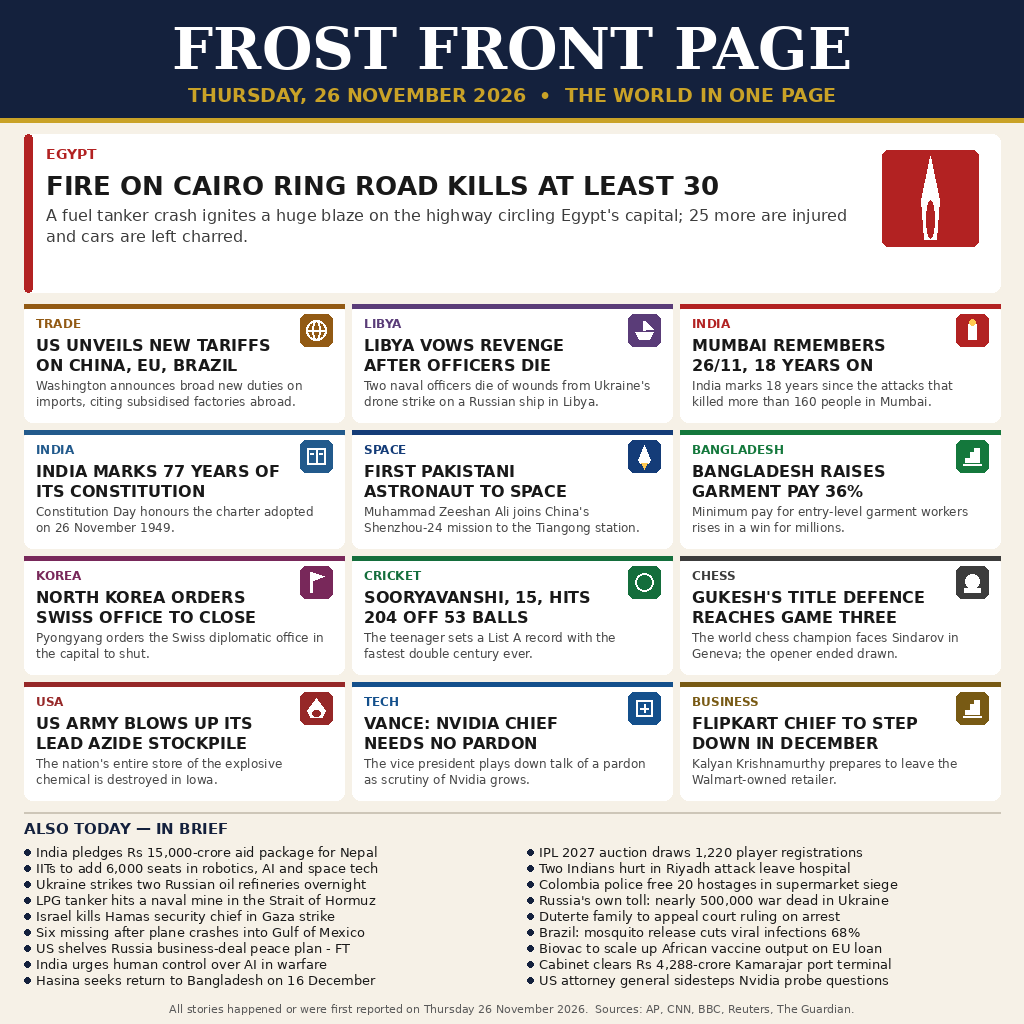 FROST FRONT PAGE
THURSDAY, 26 NOVEMBER 2026 • THE WORLD IN ONE PAGE
EGYPT
FIRE ON CAIRO RING ROAD KILLS AT LEAST 30
A fuel tanker crash ignites a huge blaze on the highway circling Egypt's capital; 25 more are injured
and cars are left charred.
TRADE
US UNVEILS NEW TARIFFS
ON CHINA, EU, BRAZIL
Washington announces broad new duties on
imports, citing subsidised factories abroad.
LIBYA
LIBYA VOWS REVENGE
AFTER OFFICERS DIE
Two naval officers die of wounds from Ukraine's
drone strike on a Russian ship in Libya.
INDIA
MUMBAI REMEMBERS
26/11, 18 YEARS ON
India marks 18 years since the attacks that
killed more than 160 people in Mumbai.
INDIA
INDIA MARKS 77 YEARS OF
ITS CONSTITUTION
Constitution Day honours the charter adopted
on 26 November 1949.
SPACE
FIRST PAKISTANI
ASTRONAUT TO SPACE
Muhammad Zeeshan Ali joins China's
Shenzhou-24 mission to the Tiangong station.
BANGLADESH
BANGLADESH RAISES
GARMENT PAY 36%
Minimum pay for entry-level garment workers
rises in a win for millions.
KOREA
NORTH KOREA ORDERS
SWISS OFFICE TO CLOSE
Pyongyang orders the Swiss diplomatic office in
the capital to shut.
CRICKET
SOORYAVANSHI, 15, HITS
204 OFF 53 BALLS
The teenager sets a List A record with the
fastest double century ever.
CHESS
GUKESH'S TITLE DEFENCE
REACHES GAME THREE
The world chess champion faces Sindarov in
Geneva; the opener ended drawn.
USA
US ARMY BLOWS UP ITS
LEAD AZIDE STOCKPILE
The nation's entire store of the explosive
chemical is destroyed in Iowa.
TECH
VANCE: NVIDIA CHIEF
NEEDS NO PARDON
The vice president plays down talk of a pardon
as scrutiny of Nvidia grows.
BUSINESS
FLIPKART CHIEF TO STEP
DOWN IN DECEMBER
Kalyan Krishnamurthy prepares to leave the
Walmart-owned retailer.
ALSO TODAY — IN BRIEF
• India pledges Rs 15,000-crore aid package for Nepal
• IITs to add 6,000 seats in robotics, AI and space tech
• Ukraine strikes two Russian oil refineries overnight
• LPG tanker hits a naval mine in the Strait of Hormuz
• Israel kills Hamas security chief in Gaza strike
• Six missing after plane crashes into Gulf of Mexico
• US shelves Russia business-deal peace plan - FT
• India urges human control over AI in warfare
• Hasina seeks return to Bangladesh on 16 December
• IPL 2027 auction draws 1,220 player registrations
• Two Indians hurt in Riyadh attack leave hospital
• Colombia police free 20 hostages in supermarket siege
• Russia's own toll: nearly 500,000 war dead in Ukraine
• Duterte family to appeal court ruling on arrest
• Brazil: mosquito release cuts viral infections 68%
• Biovac to scale up African vaccine output on EU loan
• Cabinet clears Rs 4,288-crore Kamarajar port terminal
• US attorney general sidesteps Nvidia probe questions
All stories happened or were first reported on Thursday 26 November 2026. Sources: AP, CNN, BBC, Reuters, The Guardian.